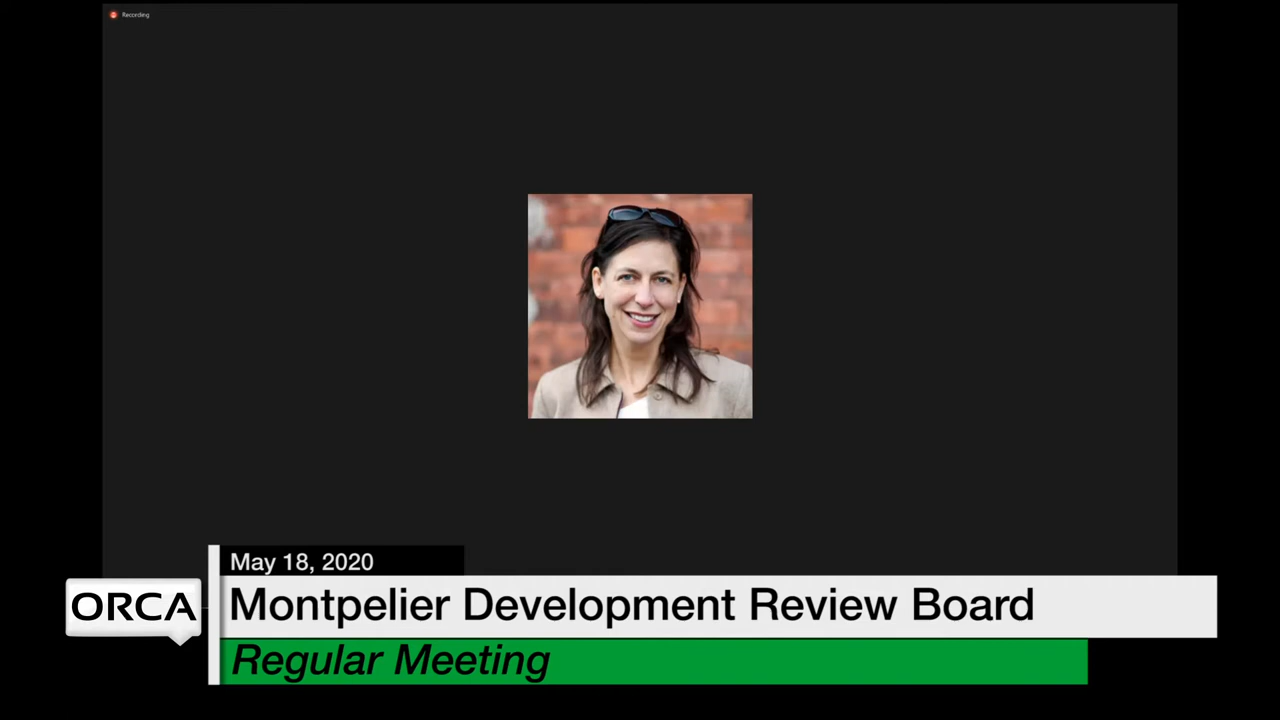 Recording
May 18, 2020
ORCA
Montpelier Development Review Board
Regular Meeting